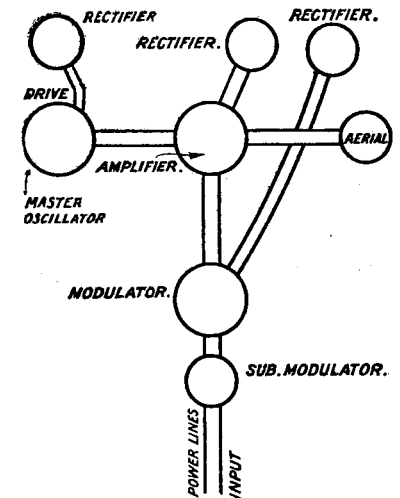 RECTIFIER
RECTIFIER.
RECTIFIER.
DRIVE
AMPLIFIER.
AERIAL
MASTER
OSCILLATOR
MODULATOR.
SUB. MODULATOR.
POWER LINES
INPUT